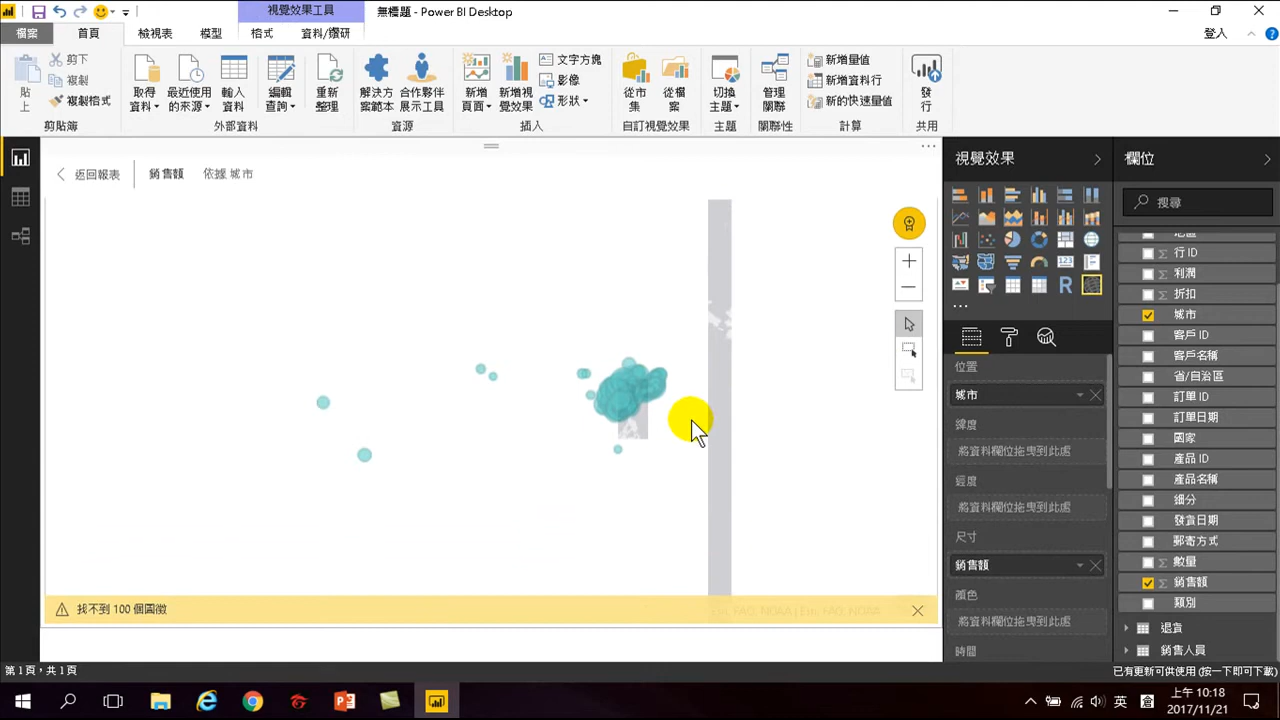 視覺效果工具
無標題 - Power BI Desktop
檔案
首頁
檢視表
模型
格式
資料/鑽研
登入
貼上
剪下
複製
複製格式
取得資料
最近使用的來源
輸入資料
編輯查詢
重新整理
解決方案範本
合作夥伴展示工具
新增頁面
新增視覺效果
文字方塊
影像
形狀
從市集
從檔案
切換主題
管理關聯
新增量值
新增資料行
新的快速量值
發行
剪貼簿
外部資料
資源
插入
自訂視覺效果
主題
關聯性
計算
共用
返回報表
銷售額
依據 城市
找不到 100 個圖徵
Esri, FAO, NOAA | Esri, FAO, NOAA
視覺效果
位置
城市
緯度
將資料欄位拖曳到此處
經度
將資料欄位拖曳到此處
尺寸
銷售額
顏色
將資料欄位拖曳到此處
時間
欄位
搜尋
地區
行 ID
利潤
折扣
城市
客戶 ID
客戶名稱
省/自治區
訂單 ID
訂單日期
國家
產品 ID
產品名稱
細分
發貨日期
郵寄方式
數量
銷售額
類別
退貨
銷售人員
第 1 頁，共 1 頁
已有更新可供使用 (按一下即可下載)
英
上午 10:18
2017/11/21